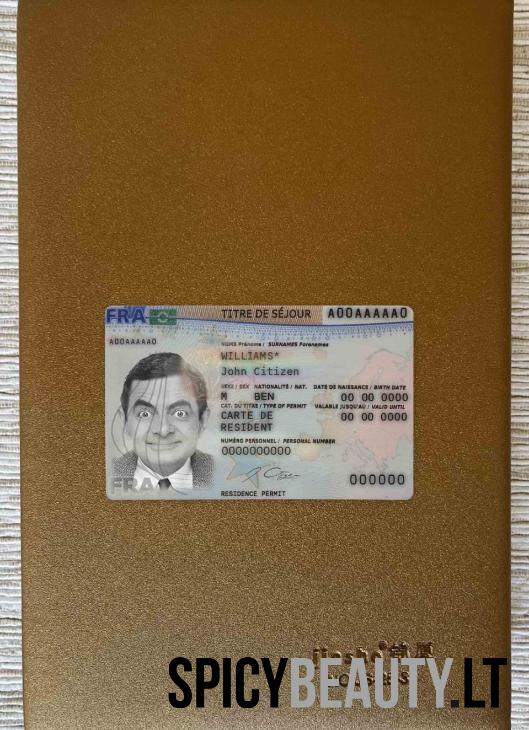 FRA TITRE DE SÉJOUR A00AAAAA0
A00AAAAA0
NOMS Prénoms / SURNAMES Forenames
WILLIAMS*
John Citizen
SEXE / SEX NATIONALITÉ / NAT. DATE DE NAISSANCE / BIRTH DATE
M BEN 00 00 0000
CAT. DU TITRE / TYPE OF PERMIT VALABLE JUSQU'AU / VALID UNTIL
CARTE DE 00 00 0000
RESIDENT
NUMÉRO PERSONNEL / PERSONAL NUMBER
0000000000
FRA
000000
RESIDENCE PERMIT
SPICYBEAUTY.LT